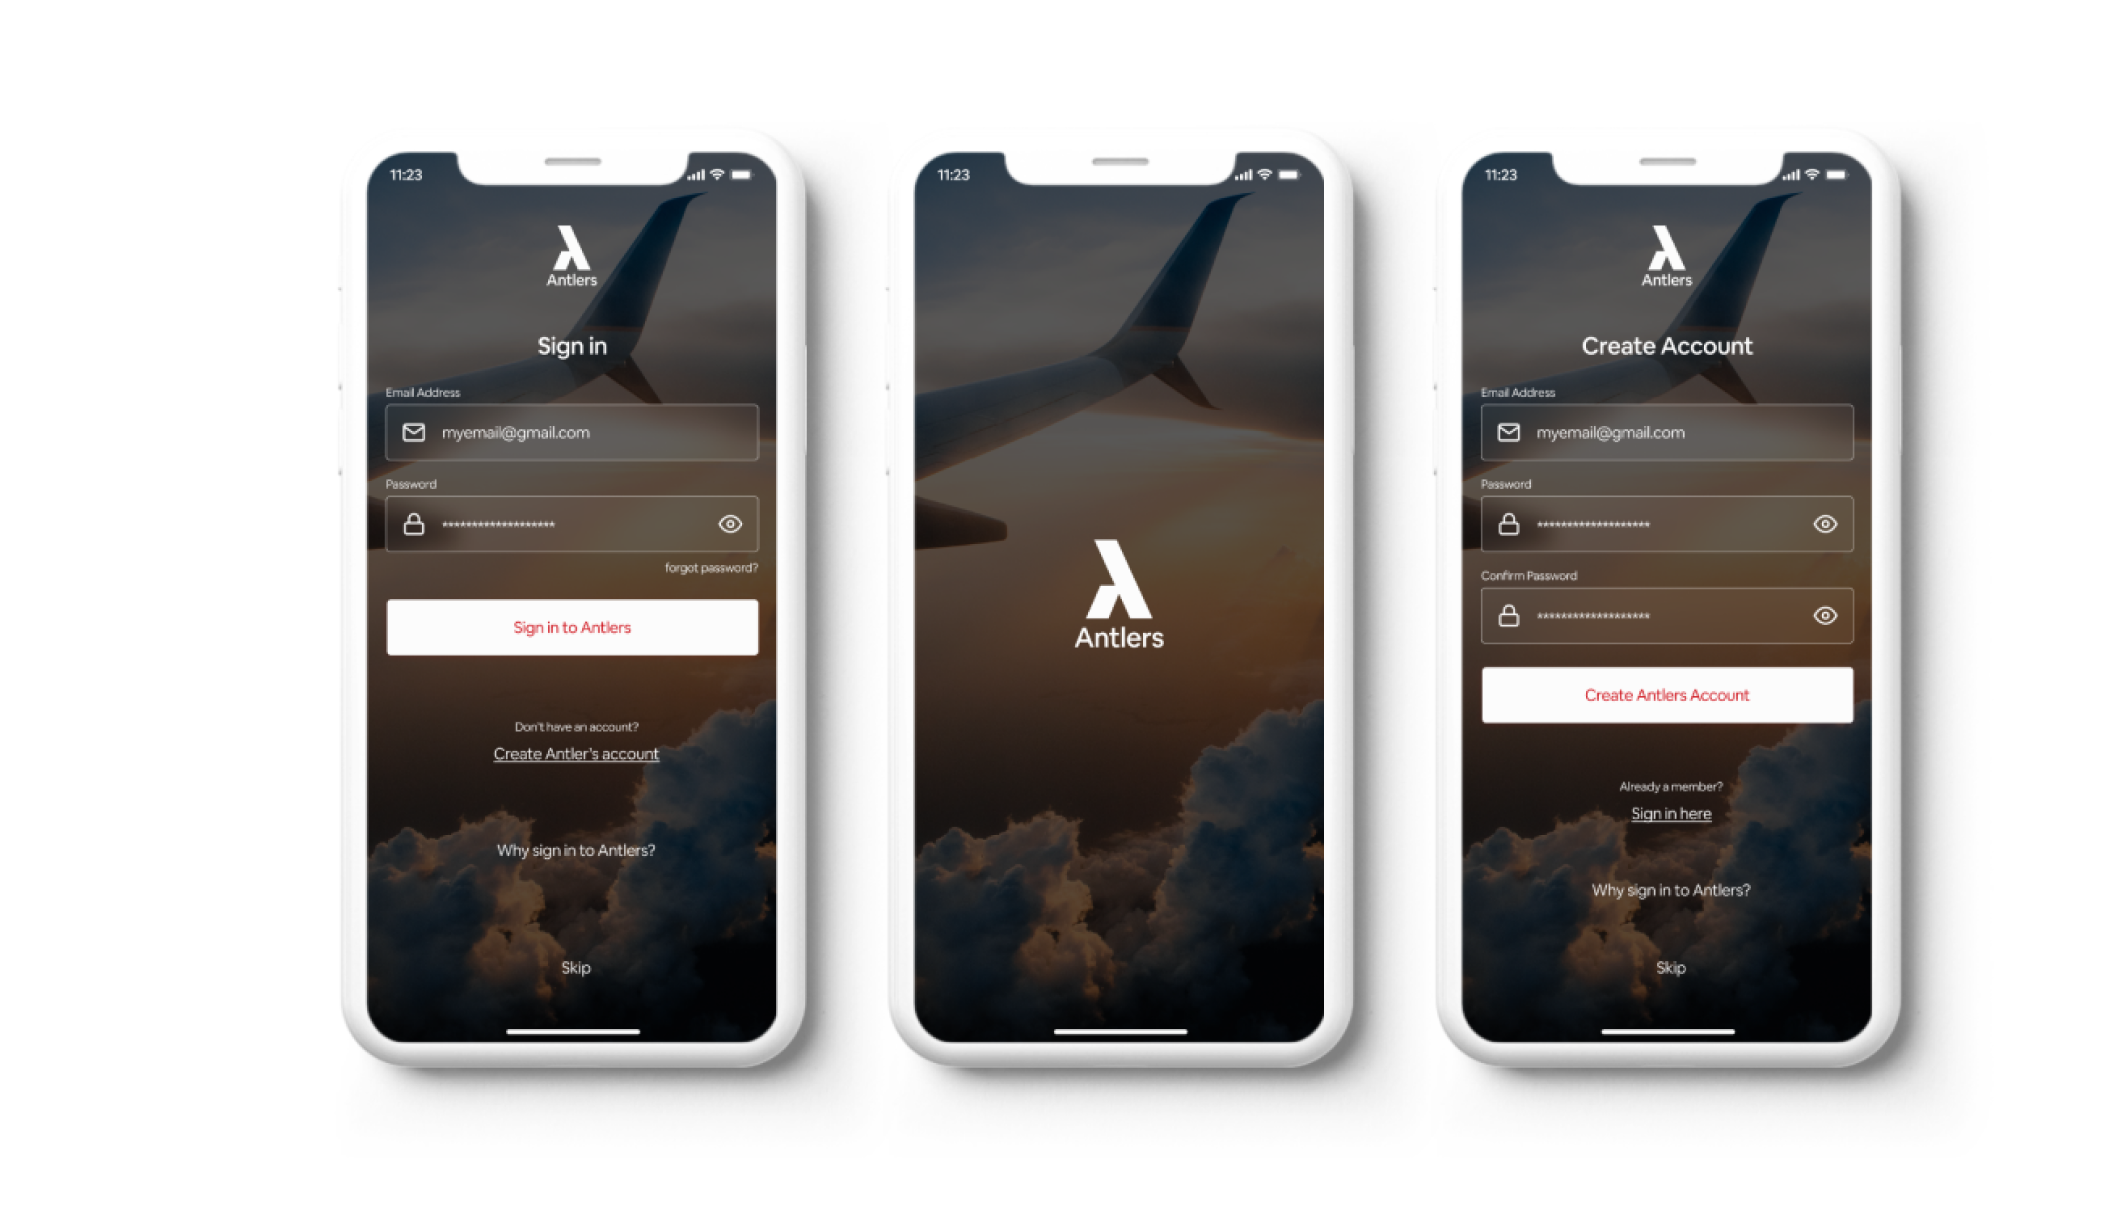 11:23
Antlers
Sign in
Email Address
myemail@gmail.com
Password
*******************
forgot password?
Sign in to Antlers
Don't have an account?
Create Antler's account
Why sign in to Antlers?
Skip
11:23
Antlers
11:23
Antlers
Create Account
Email Address
myemail@gmail.com
Password
*******************
Confirm Password
*******************
Create Antlers Account
Already a member?
Sign in here
Why sign in to Antlers?
Skip